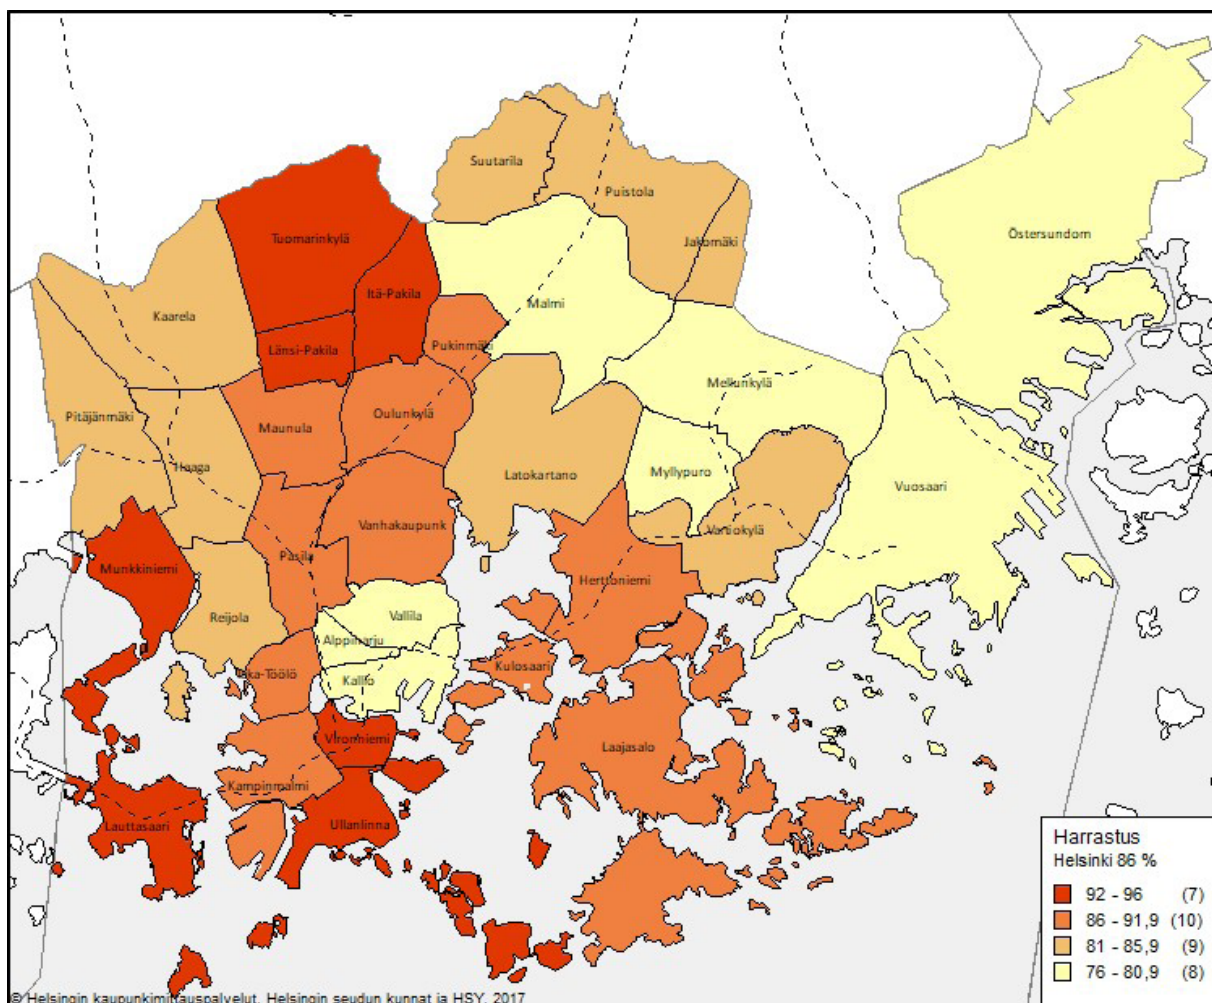 Suutarila
Puistola
Tuomarinkylä
Östersundom
Jakomäki
Itä-Pakila
Malmi
Kaarela
Pukinmäki
Länsi-Pakila
Mellunkylä
Pitäjänmäki
Oulunkylä
Maunula
Haaga
Latokartano
Myllypuro
Vuosaari
Vanhakaupunk
Vartiokylä
Pasila
Munkkiniemi
Herttoniemi
Reijola
Vallila
Alppiharju
Kulosaari
Kallio
Vironniemi
Laajasalo
Kampinmalmi
Lauttasaari
Ullanlinna
Harrastus
Helsinki 86 %
92 - 96 (7)
86 - 91,9 (10)
81 - 85,9 (9)
76 - 80,9 (8)
© Helsingin kaupunkimittauspalvelut, Helsingin seudun kunnat ja HSY, 2017